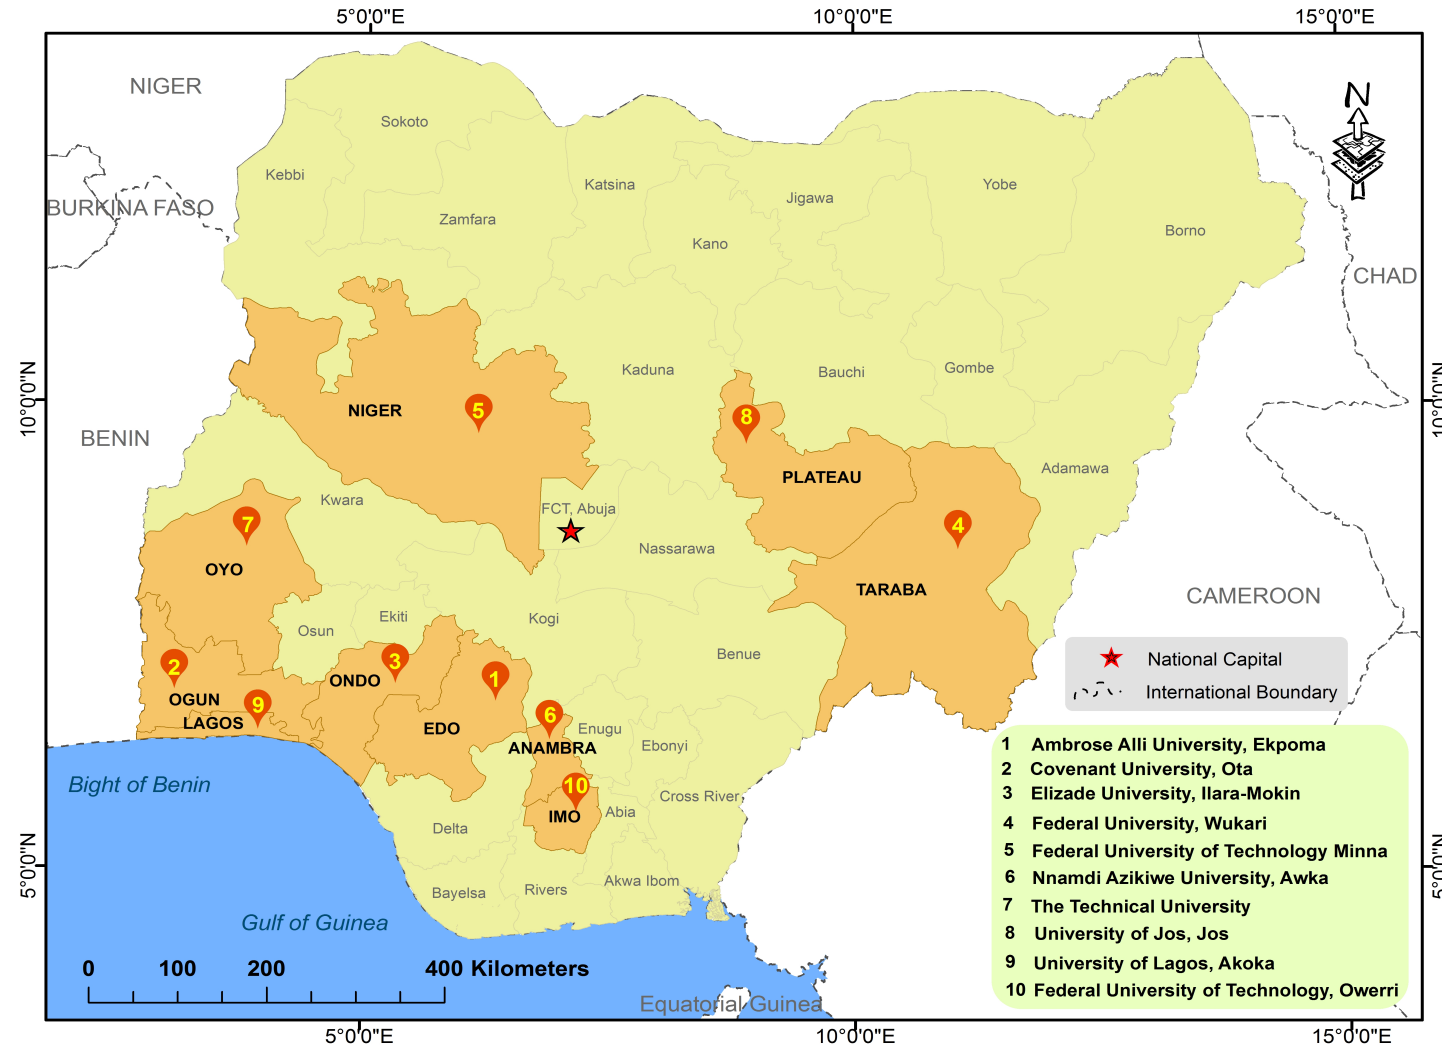 5°0'0"E
10°0'0"E
15°0'0"E
NIGER
N
Sokoto
Kebbi
Katsina
Yobe
Jigawa
BURKINA FASO
Zamfara
Kano
Borno
CHAD
10°0'0"N
10°0'0"N
Kaduna
Bauchi
Gombe
NIGER
5
8
BENIN
PLATEAU
Adamawa
Kwara
FCT, Abuja
7
4
Nassarawa
OYO
TARABA
CAMEROON
Ekiti
Kogi
Osun
Benue
3
2
ONDO
1
National Capital
OGUN
9
International Boundary
LAGOS
6
EDO
Enugu
ANAMBRA
Ebonyi
Bight of Benin
10
IMO
Abia
Cross River
Delta
5°0'0"N
5°0'0"N
Akwa Ibom
Bayelsa
Rivers
Gulf of Guinea
0 100 200 400 Kilometers
Equatorial Guinea
1 Ambrose Alli University, Ekpoma
2 Covenant University, Ota
3 Elizade University, Ilara-Mokin
4 Federal University, Wukari
5 Federal University of Technology Minna
6 Nnamdi Azikiwe University, Awka
7 The Technical University
8 University of Jos, Jos
9 University of Lagos, Akoka
10 Federal University of Technology, Owerri
5°0'0"E
10°0'0"E
15°0'0"E